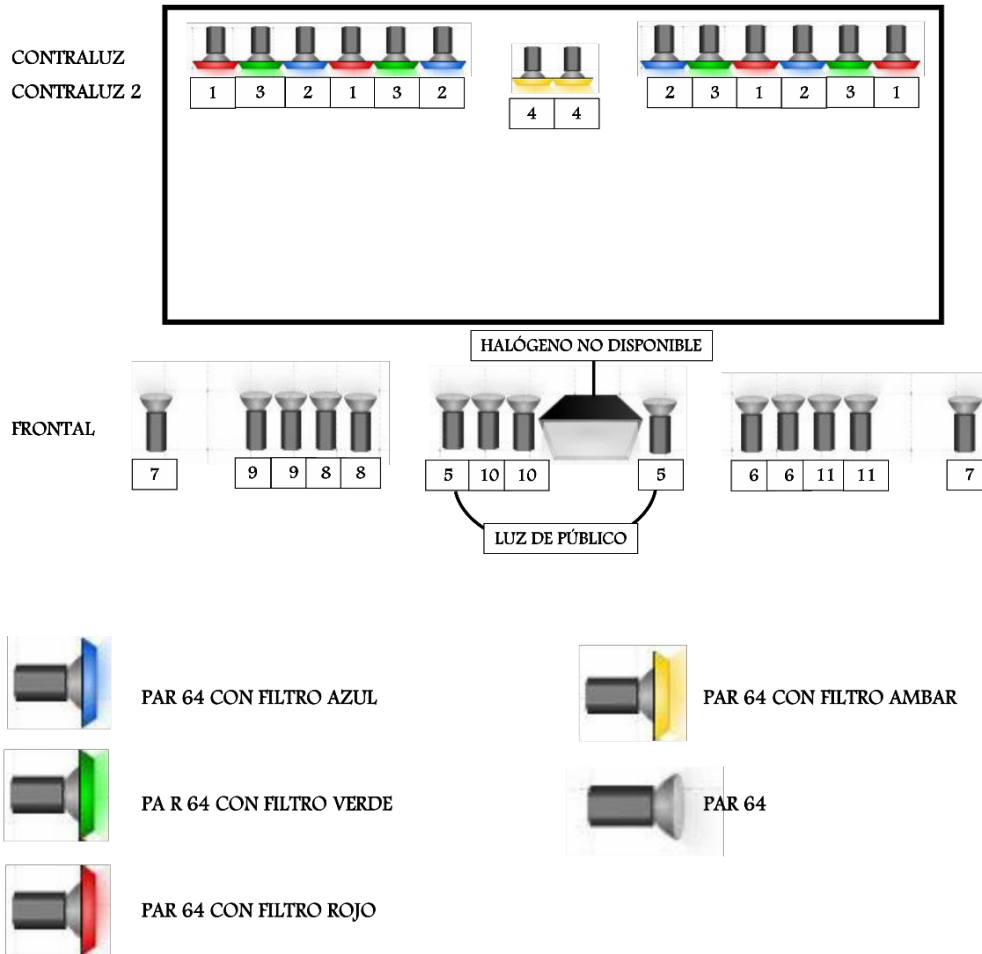 CONTRALUZ
CONTRALUZ 2
1 3 2 1 3 2
4 4
2 3 1 2 3 1
HALÓGENO NO DISPONIBLE
FRONTAL
7 9 9 8 8 5 10 10 5 6 6 11 11 7
LUZ DE PÚBLICO
PAR 64 CON FILTRO AZUL
PAR 64 CON FILTRO AMBAR
PA R 64 CON FILTRO VERDE
PAR 64
PAR 64 CON FILTRO ROJO